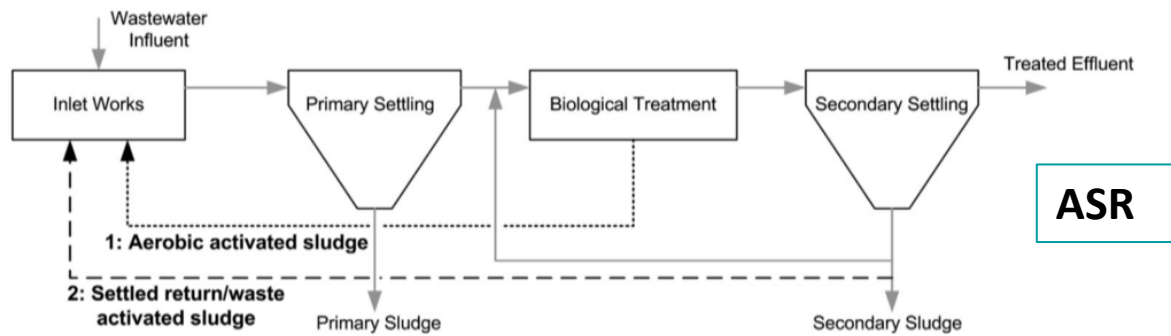 Wastewater
Influent
Treated Effluent
Inlet Works
Primary Settling
Biological Treatment
Secondary Settling
ASR
1: Aerobic activated sludge
2: Settled return/waste
activated sludge
Primary Sludge
Secondary Sludge